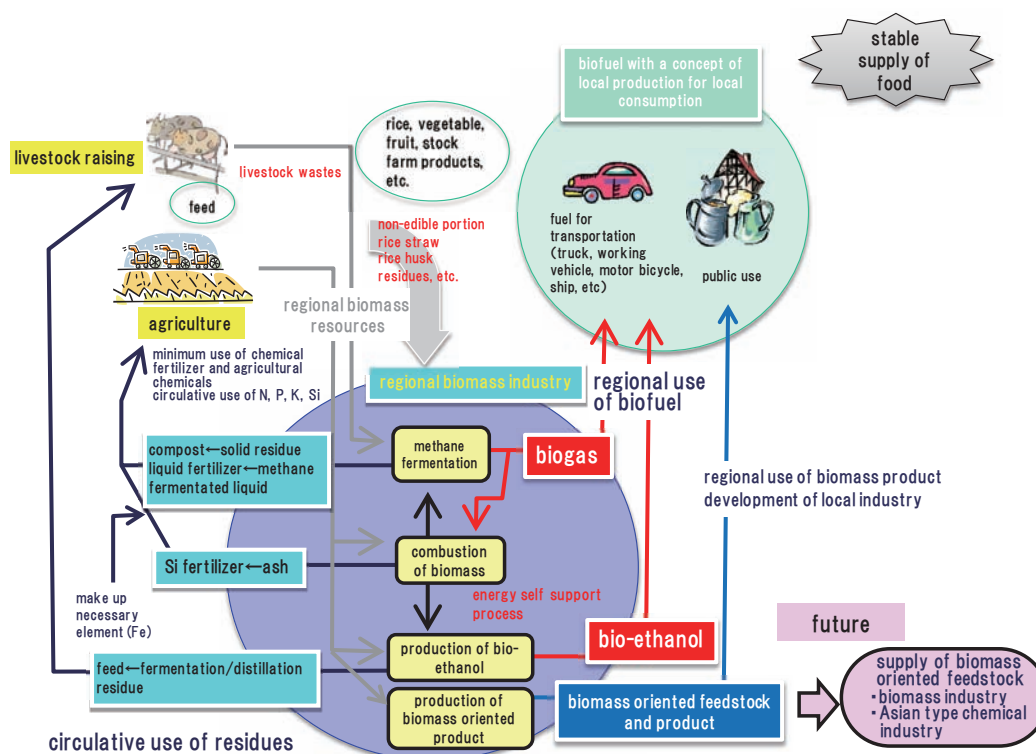 stable
supply of
food
biofuel with a concept of
local production for local
consumption
rice, vegetable,
fruit, stock
farm products,
etc.
livestock raising
livestock wastes
feed
non-edible portion
rice straw
rice husk
residues, etc.
fuel for
transportation
(truck, working
vehicle, motor bicycle,
ship, etc)
public use
regional biomass
resources
agriculture
minimum use of chemical
fertilizer and agricultural
chemicals
circulative use of N, P, K, Si
regional biomass industry
regional use
of biofuel
methane
fermentation
biogas
compost←solid residue
liquid fertilizer←methane
fermentated liquid
regional use of biomass product
development of local industry
combustion
of biomass
Si fertilizer←ash
energy self support
process
make up
necessary
element (Fe)
future
bio-ethanol
production of bio-
ethanol
feed←fermentation/distillation
residue
supply of biomass
oriented feedstock
・biomass industry
・Asian type chemical
industry
production of
biomass oriented
product
biomass oriented feedstock
and product
circulative use of residues